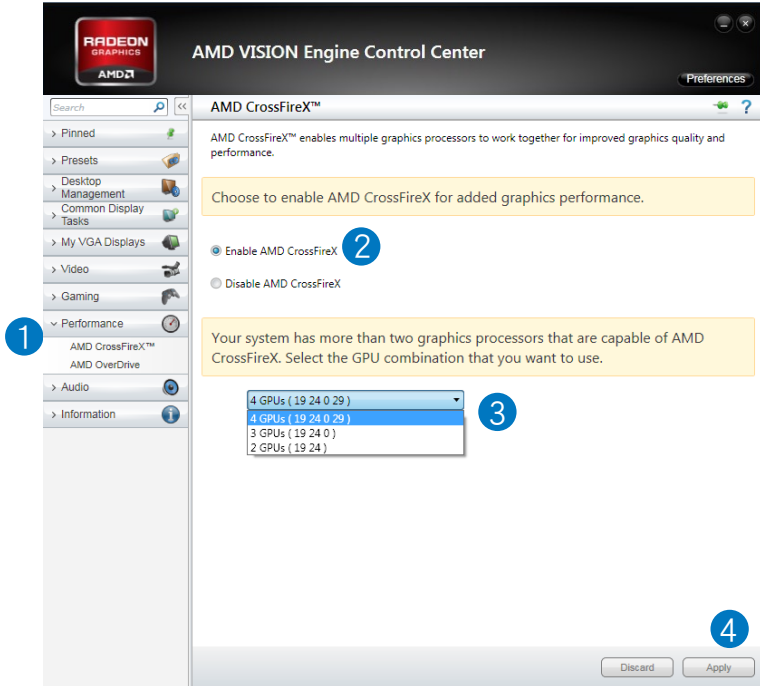 RADEON
GRAPHICS
AMD
AMD VISION Engine Control Center
Preferences
Search
<<
AMD CrossFireX™
?
> Pinned
> Presets
> Desktop
Management
> Common Display
Tasks
> My VGA Displays
> Video
> Gaming
Performance
AMD CrossFireX™
AMD OverDrive
> Audio
> Information
1
AMD CrossFireX™ enables multiple graphics processors to work together for improved graphics quality and
performance.
Choose to enable AMD CrossFireX for added graphics performance.
Enable AMD CrossFireX
2
Disable AMD CrossFireX
Your system has more than two graphics processors that are capable of AMD
CrossFireX. Select the GPU combination that you want to use.
4 GPUs ( 19 24 0 29 )
4 GPUs ( 19 24 0 29 )
3 GPUs ( 19 24 0 )
2 GPUs ( 19 24 )
3
4
Discard
Apply